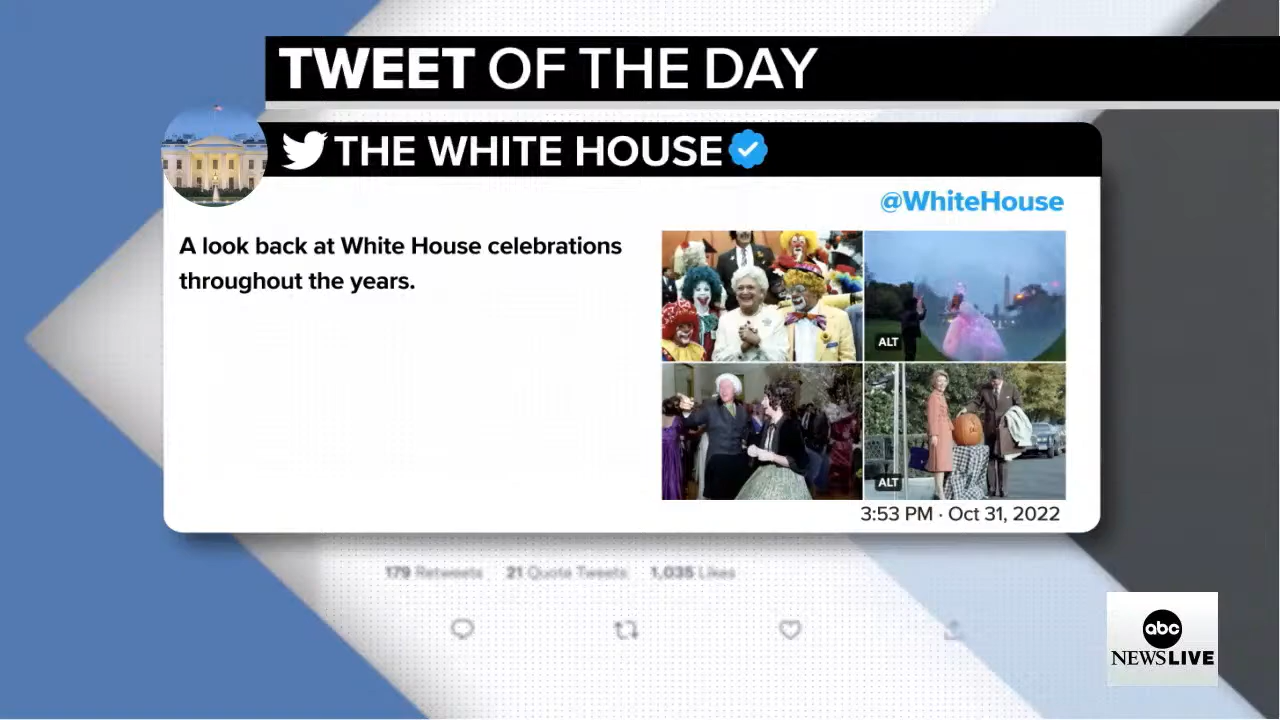 TWEET OF THE DAY
THE WHITE HOUSE
@WhiteHouse
A look back at White House celebrations
throughout the years.
ALT
ALT
3:53 PM · Oct 31, 2022
179 Retweets 21 Quote Tweets 1,035 Likes
abc
NEWS LIVE